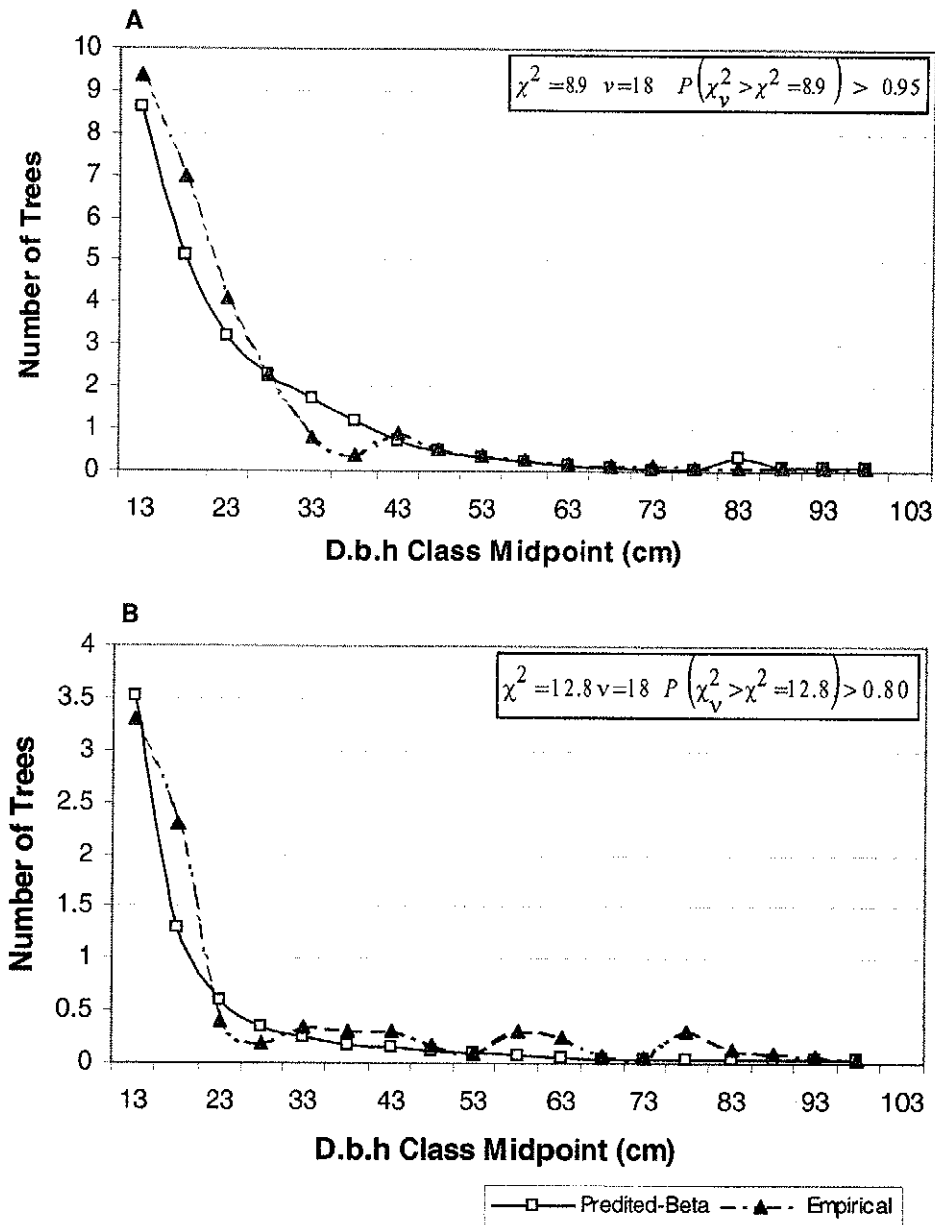 A
χ² =8.9 ν=18 P(χ²ᵥ > χ² =8.9) > 0.95
10
9
8
7
6
5
4
3
2
1
0
Number of Trees
13 23 33 43 53 63 73 83 93 103
D.b.h Class Midpoint (cm)
B
χ² =12.8 ν=18 P(χ²ᵥ > χ² =12.8) > 0.80
4
3.5
3
2.5
2
1.5
1
0.5
0
Number of Trees
13 23 33 43 53 63 73 83 93 103
D.b.h Class Midpoint (cm)
Predited-Beta Empirical